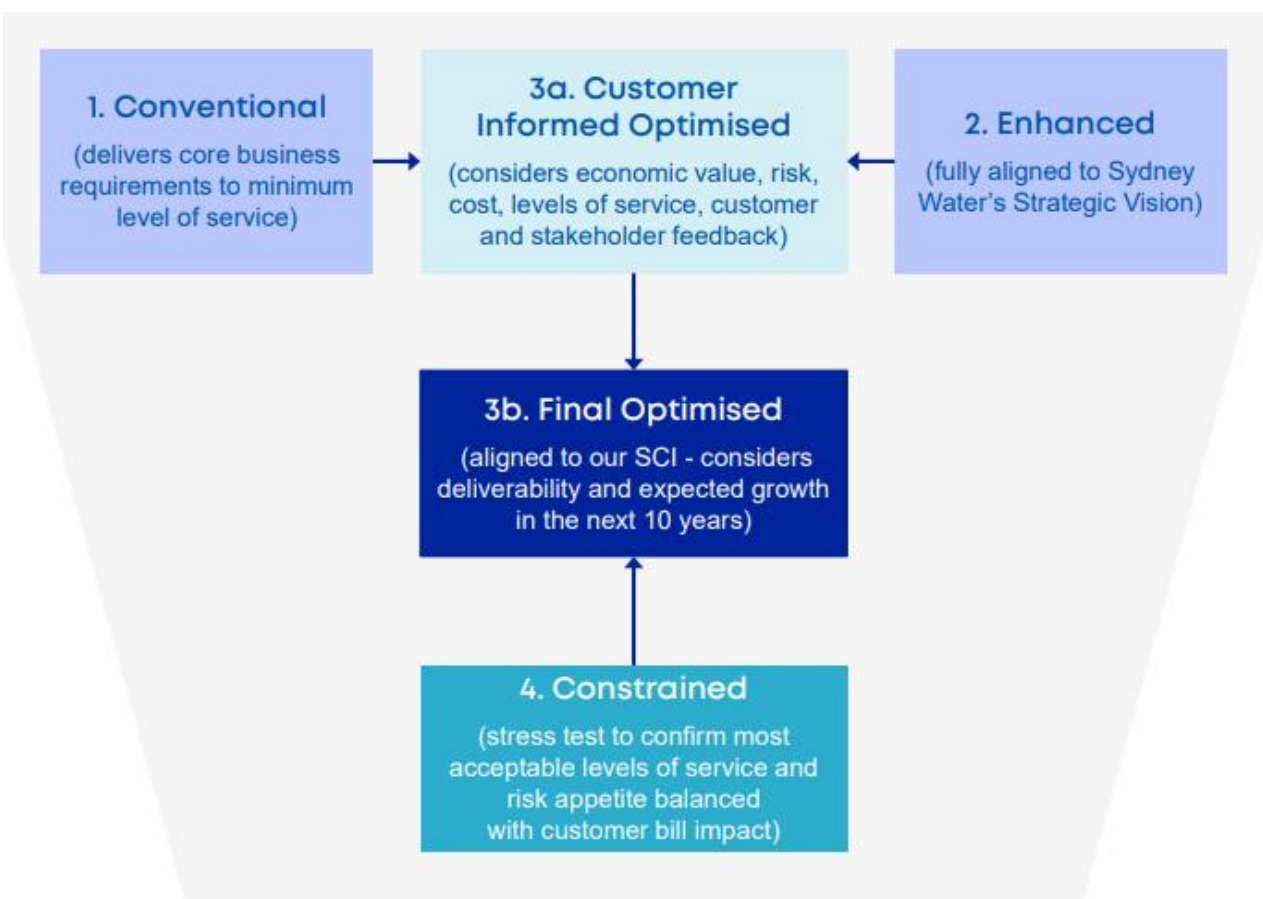 1. Conventional
(delivers core business
requirements to minimum
level of service)
3a. Customer
Informed Optimised
(considers economic value, risk,
cost, levels of service, customer
and stakeholder feedback)
2. Enhanced
(fully aligned to Sydney
Water's Strategic Vision)
3b. Final Optimised
(aligned to our SCI - considers
deliverability and expected growth
in the next 10 years)
4. Constrained
(stress test to confirm most
acceptable levels of service and
risk appetite balanced
with customer bill impact)